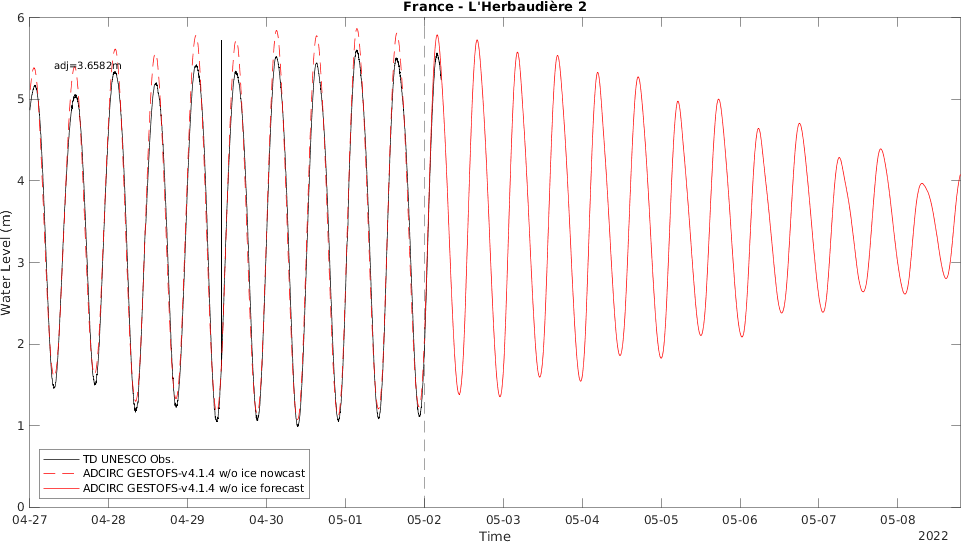 France - L'Herbaudière 2
adj=3.6582m
Water Level (m)
6
5
4
3
2
1
0
TD UNESCO Obs.
ADCIRC GESTOFS-v4.1.4 w/o ice nowcast
ADCIRC GESTOFS-v4.1.4 w/o ice forecast
04-27 04-28 04-29 04-30 05-01 05-02 05-03 05-04 05-05 05-06 05-07 05-08
Time
2022